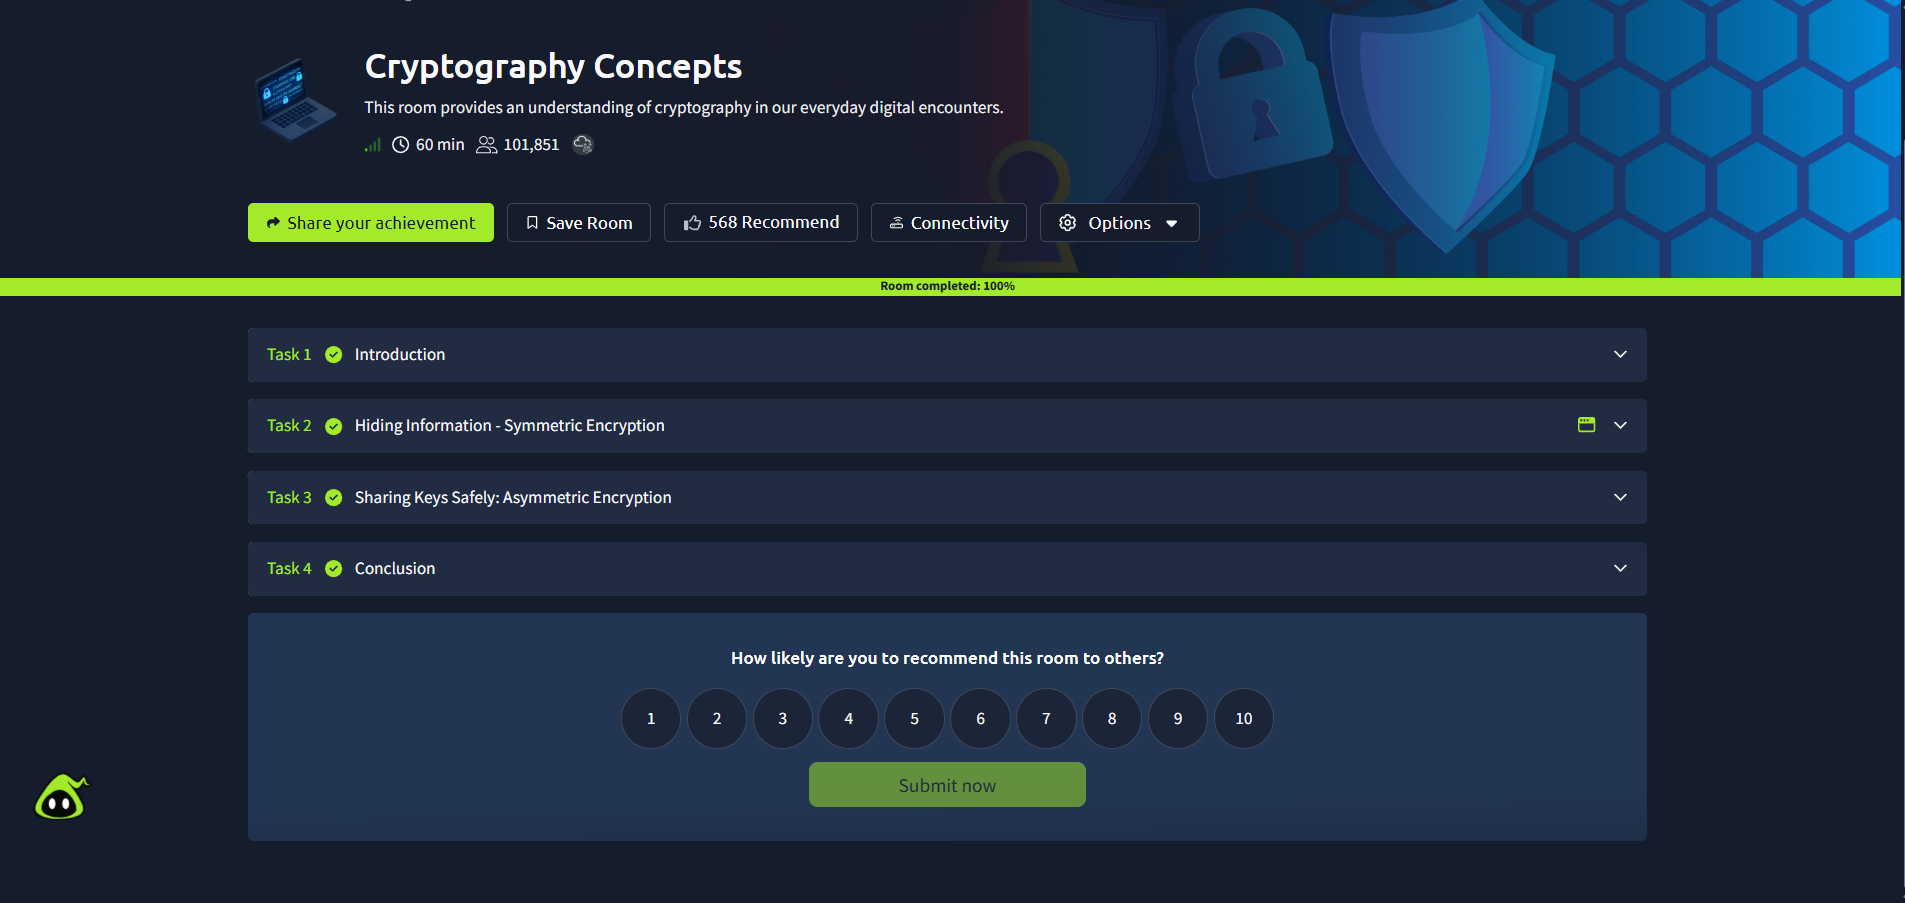 Cryptography Concepts
This room provides an understanding of cryptography in our everyday digital encounters.
60 min 101,851
Share your achievement Save Room 568 Recommend Connectivity Options
Room completed: 100%
Task 1 Introduction
Task 2 Hiding Information - Symmetric Encryption
Task 3 Sharing Keys Safely: Asymmetric Encryption
Task 4 Conclusion
How likely are you to recommend this room to others?
1 2 3 4 5 6 7 8 9 10
Submit now